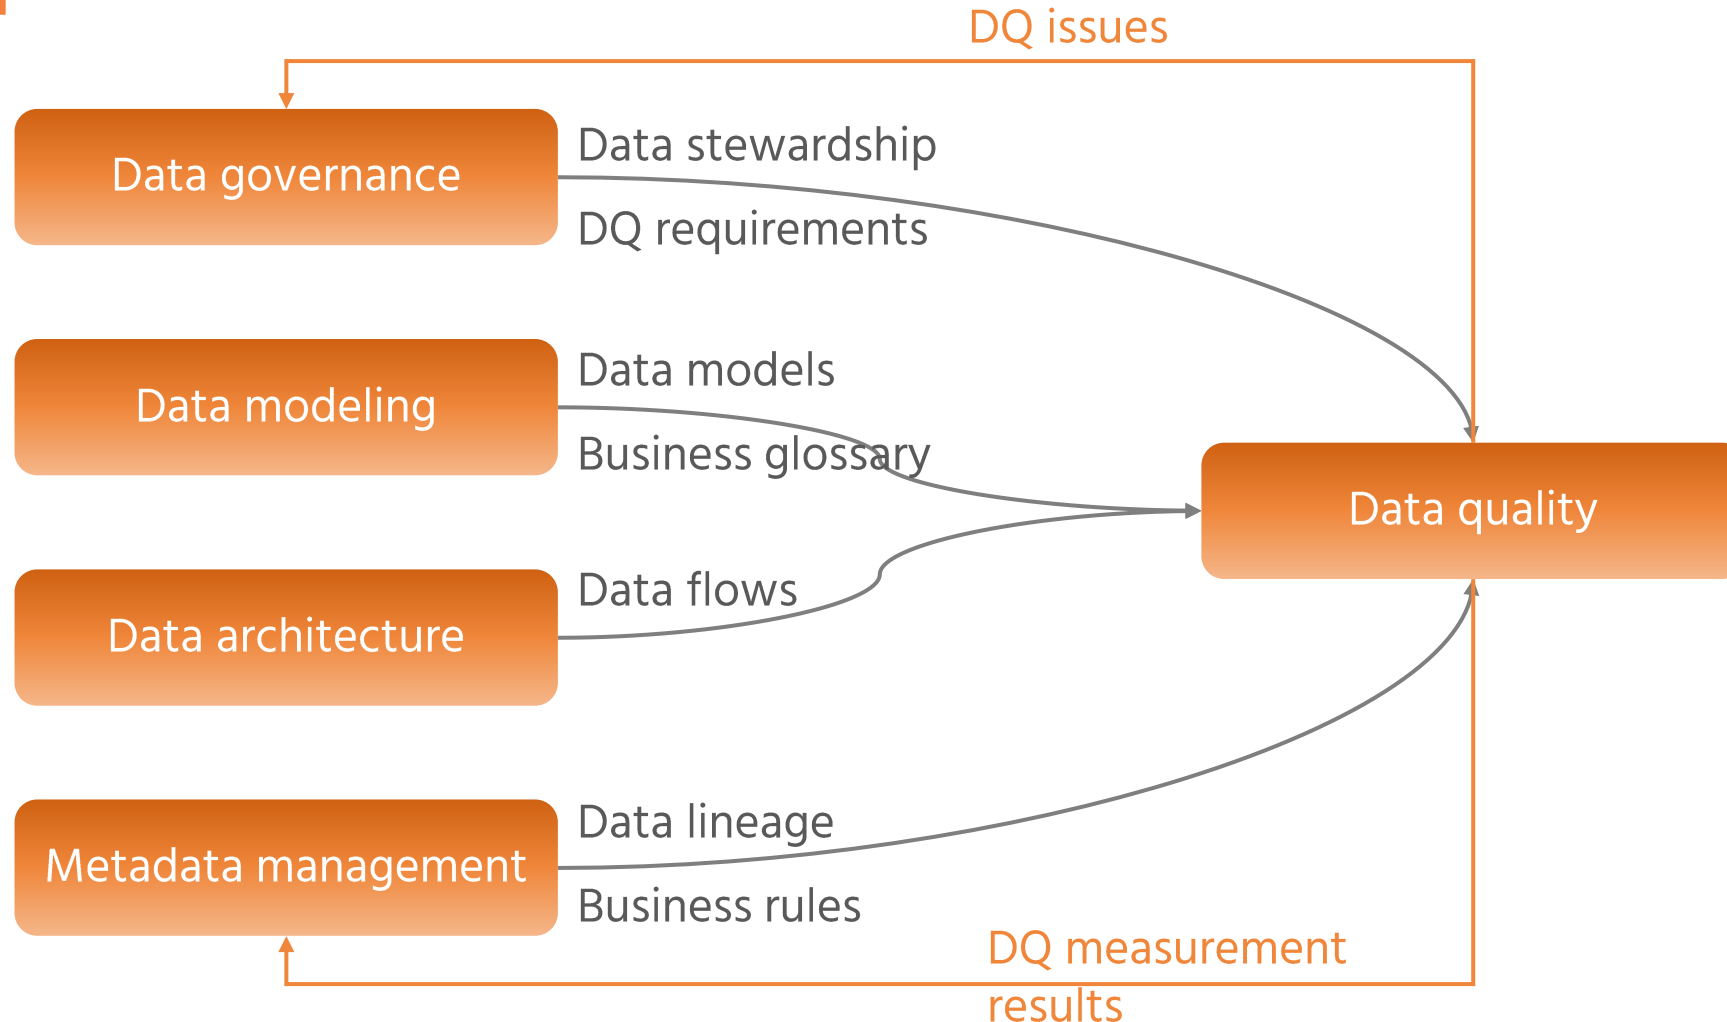 DQ issues
Data governance
Data stewardship
DQ requirements
Data modeling
Data models
Business glossary
Data quality
Data architecture
Data flows
Metadata management
Data lineage
Business rules
DQ measurement
results